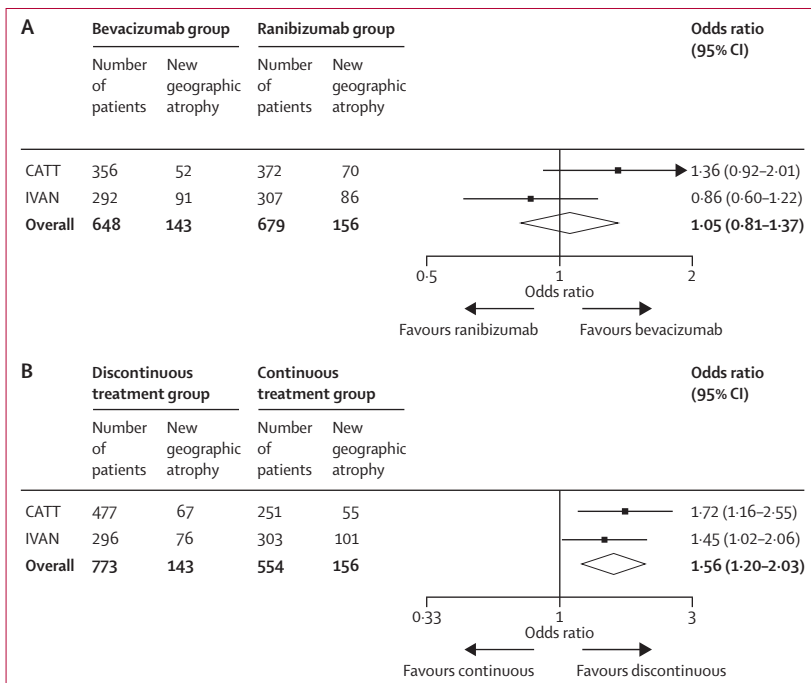 A Bevacizumab group Ranibizumab group Odds ratio
(95% CI)
Number New Number New
of geographic of geographic
patients atrophy patients atrophy
CATT 356 52 372 70 1·36 (0·92–2·01)
IVAN 292 91 307 86 0·86 (0·60–1·22)
Overall 648 143 679 156 1·05 (0·81–1·37)
0·5 1 2
Odds ratio
Favours ranibizumab Favours bevacizumab
B Discontinuous Continuous Odds ratio
treatment group treatment group (95% CI)
Number New Number New
of geographic of geographic
patients atrophy patients atrophy
CATT 477 67 251 55 1·72 (1·16–2·55)
IVAN 296 76 303 101 1·45 (1·02–2·06)
Overall 773 143 554 156 1·56 (1·20–2·03)
0·33 1 3
Odds ratio
Favours continuous Favours discontinuous